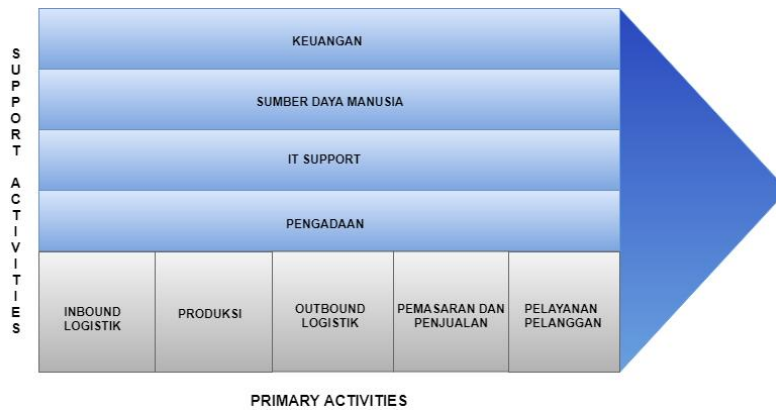 SUPPORT ACTIVITIES
KEUANGAN
SUMBER DAYA MANUSIA
IT SUPPORT
PENGADAAN
INBOUND
LOGISTIK
PRODUKSI
OUTBOUND
LOGISTIK
PEMASARAN DAN
PENJUALAN
PELAYANAN
PELANGGAN
PRIMARY ACTIVITIES